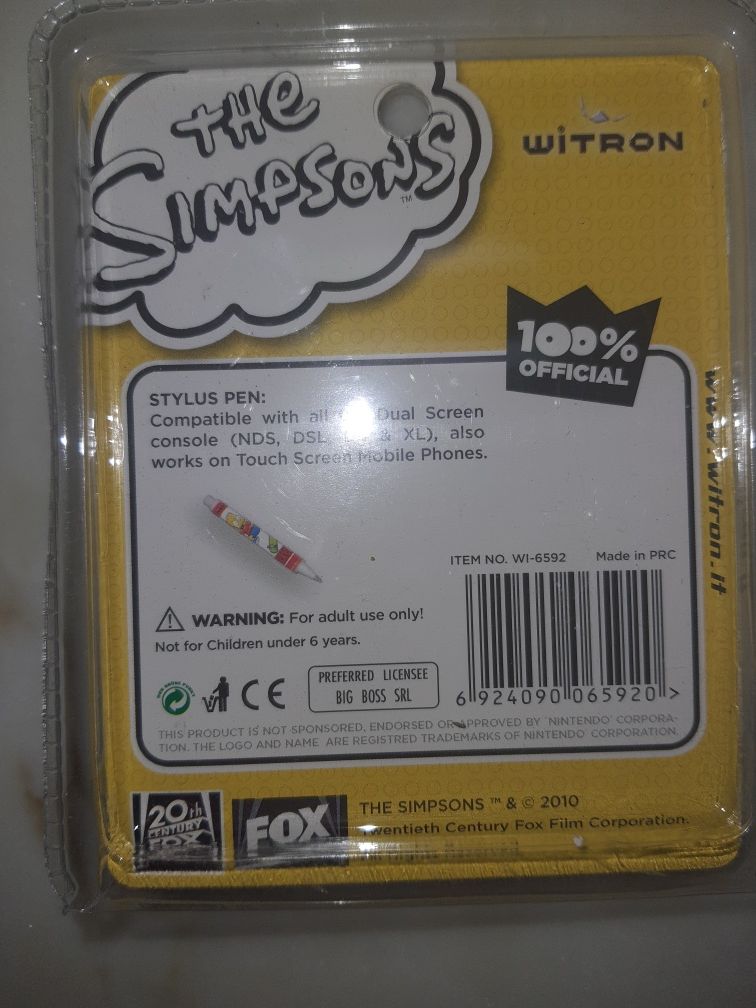 THE
SIMPSONS
TM
WiTRON
100%
OFFICIAL
www.witron.it
STYLUS PEN:
Compatible with all Dual Screen
console (NDS, DSL & XL), also
works on Touch Screen Mobile Phones.
ITEM NO. WI-6592 Made in PRC
WARNING: For adult use only!
Not for Children under 6 years.
CE
PREFERRED LICENSEE
BIG BOSS SRL
6 924090 065920 >
THIS PRODUCT IS NOT SPONSORED, ENDORSED OR APPROVED BY 'NINTENDO' CORPORA-
TION. THE LOGO AND NAME ARE REGISTRED TRADEMARKS OF NINTENDO CORPORATION.
20th
CENTURY
FOX
FOX
THE SIMPSONS ™ & © 2010
Twentieth Century Fox Film Corporation.